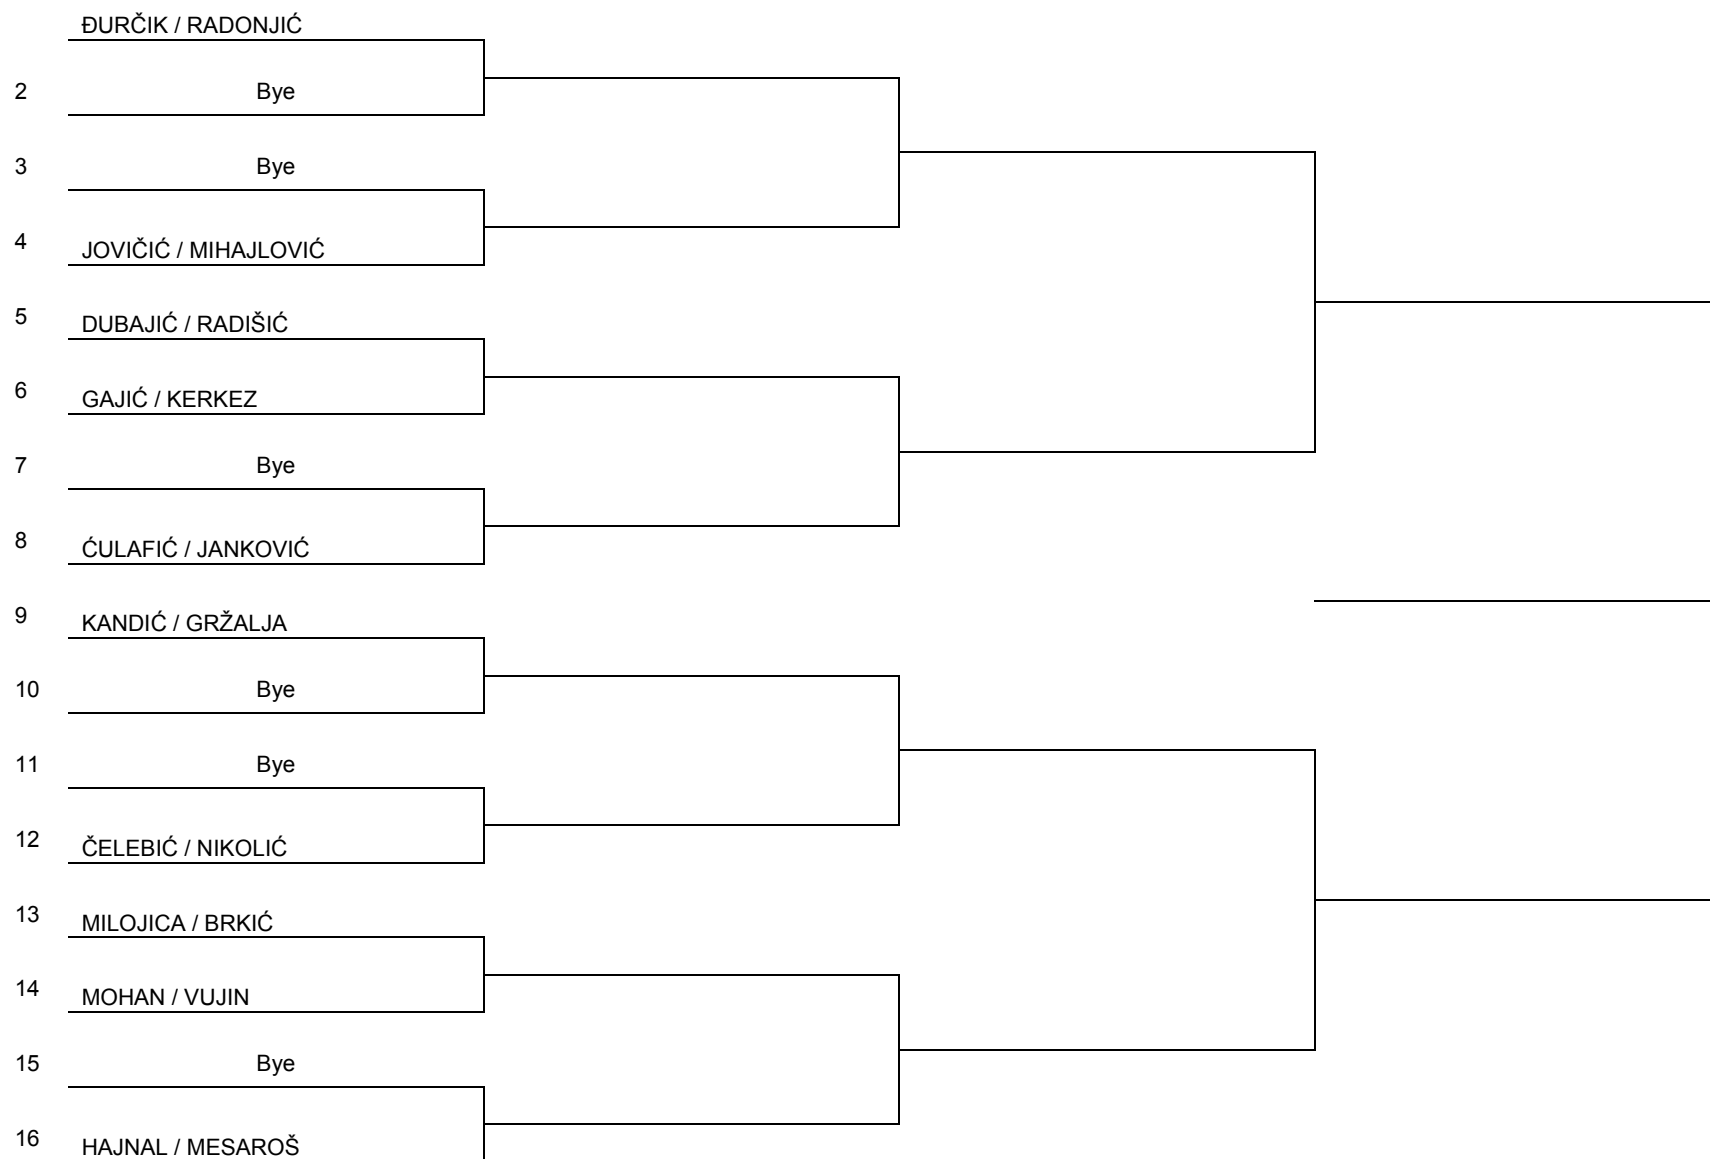 ĐURČIK / RADONJIĆ
2 Bye
3 Bye
4 JOVIČIĆ / MIHAJLOVIĆ
5 DUBAJIĆ / RADIŠIĆ
6 GAJIĆ / KERKEZ
7 Bye
8 ĆULAFIĆ / JANKOVIĆ
9 KANDIĆ / GRŽALJA
10 Bye
11 Bye
12 ČELEBIĆ / NIKOLIĆ
13 MILOJICA / BRKIĆ
14 MOHAN / VUJIN
15 Bye
16 HAJNAL / MESAROŠ